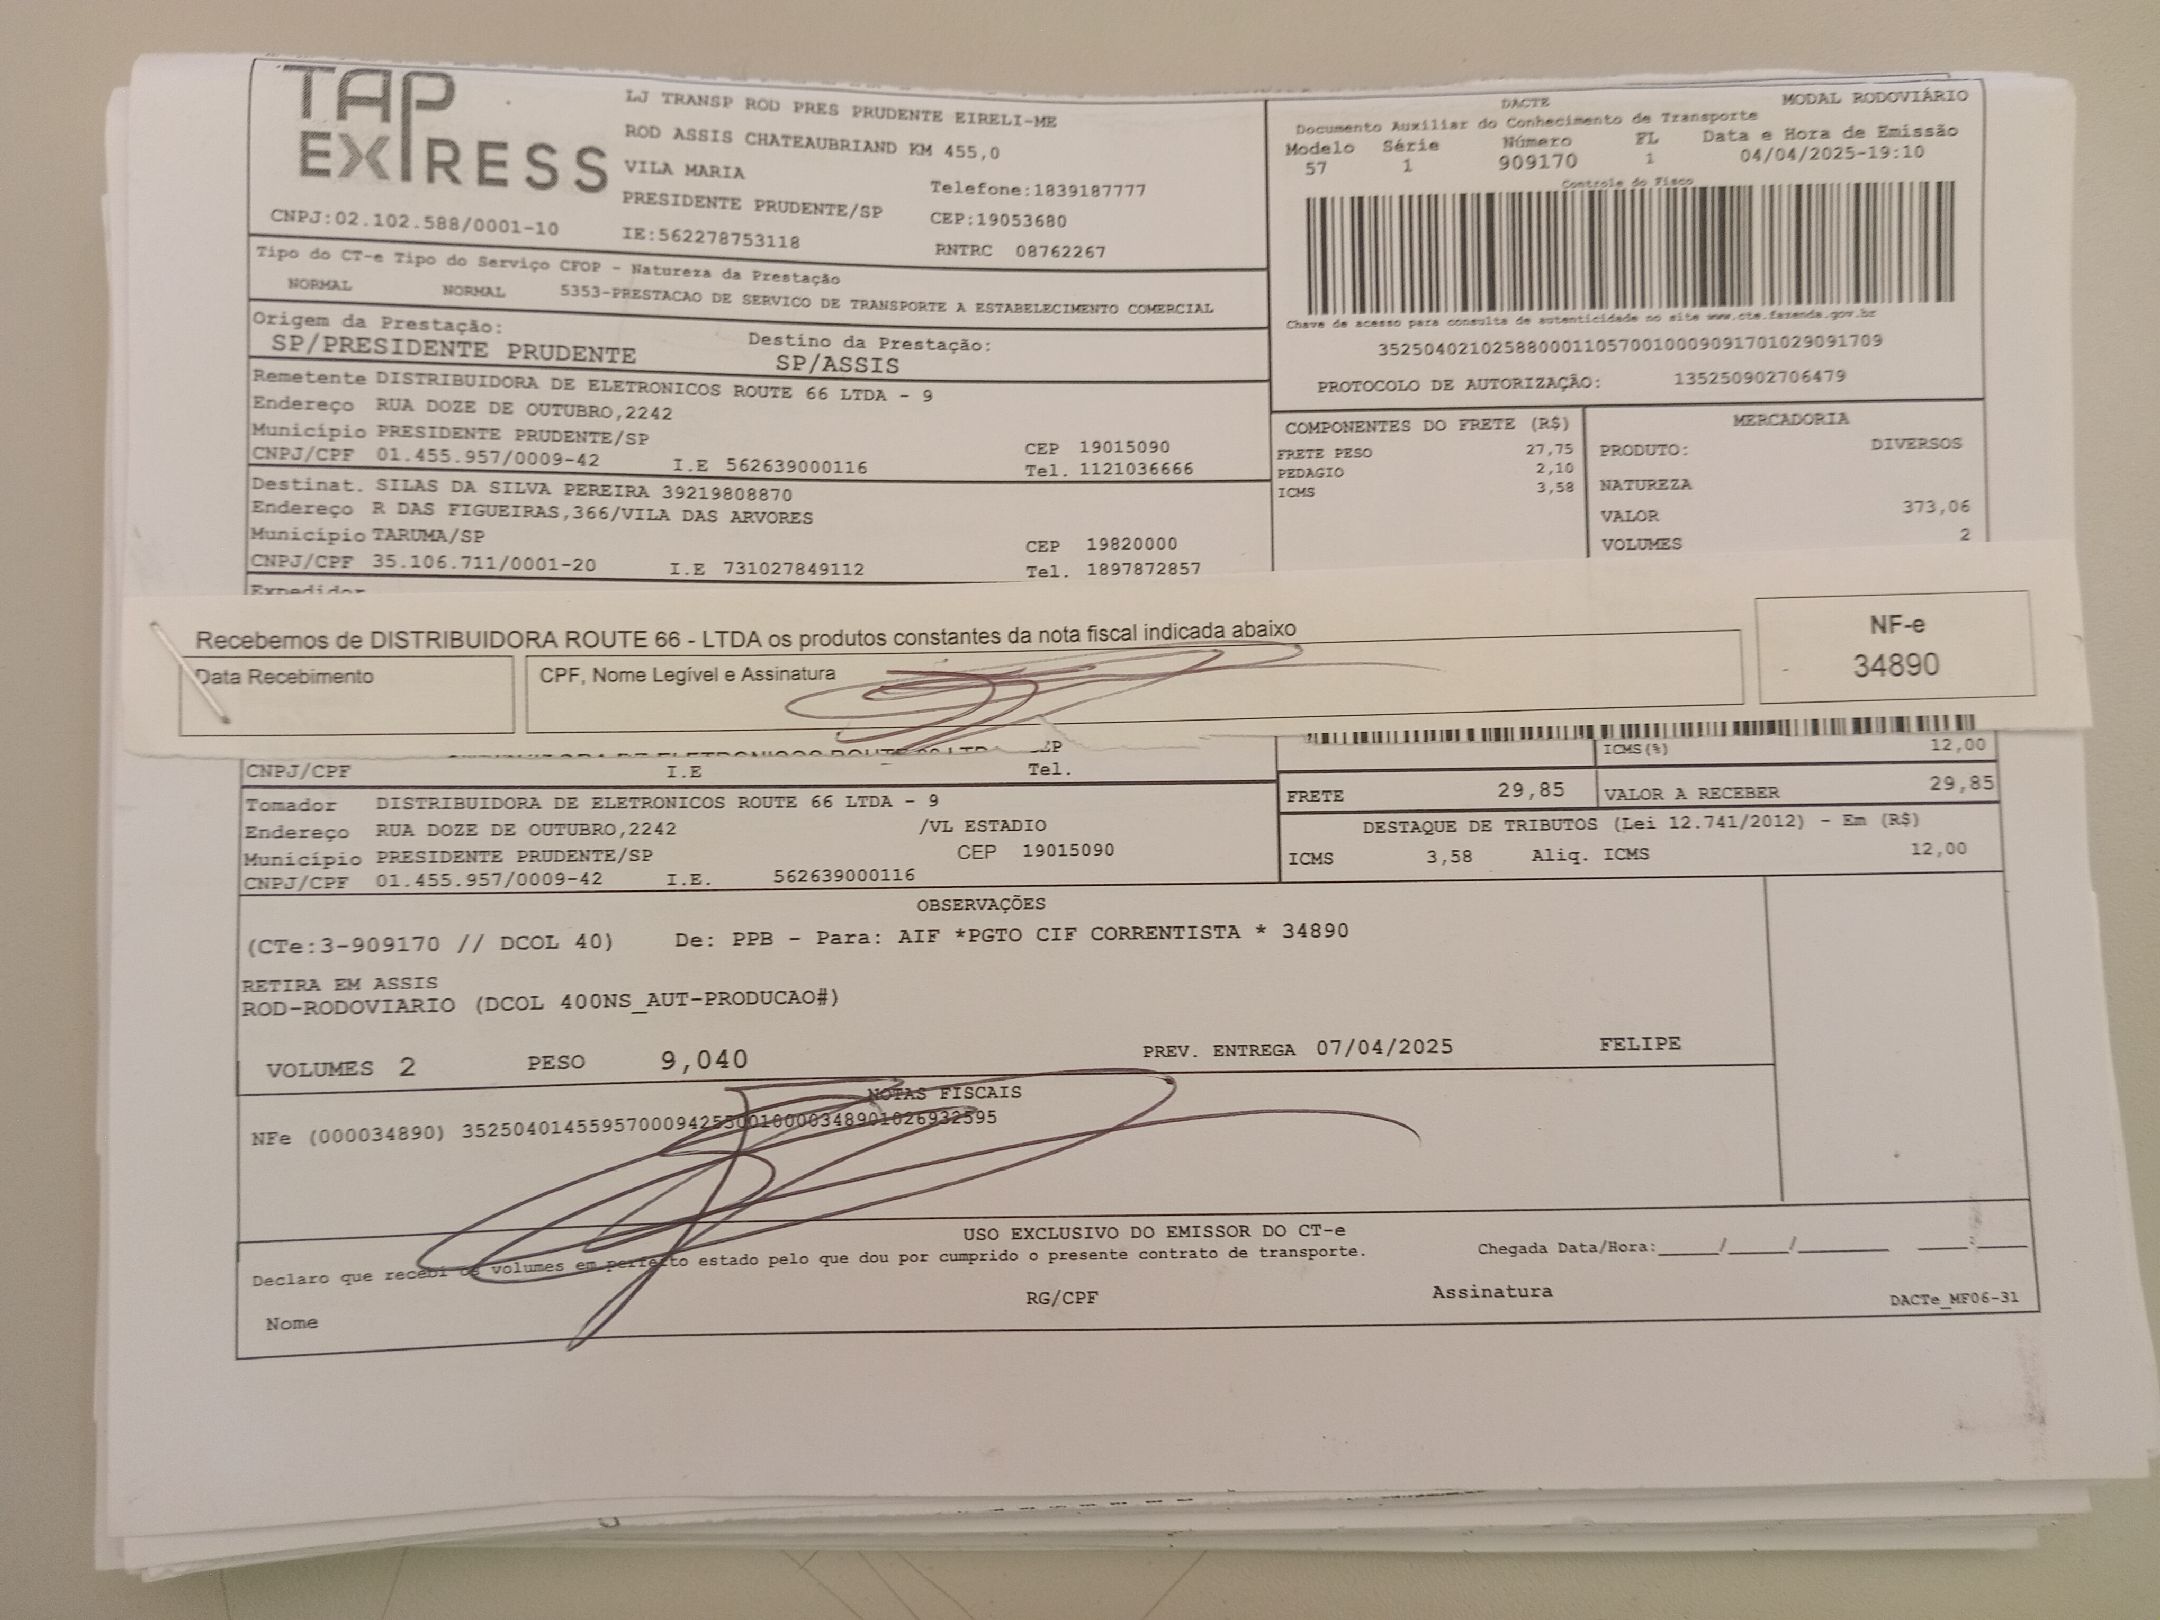 TAP
EXPRESS
CNPJ:02.102.588/0001-10
LJ TRANSP ROD PRES PRUDENTE EIRELI-ME
ROD ASSIS CHATEAUBRIAND KM 455,0
VILA MARIA
PRESIDENTE PRUDENTE/SP
IE:562278753118
Telefone:1839187777
CEP:19053680
RNTRC 08762267
DACTE
MODAL RODOVIÁRIO
Documento Auxiliar do Conhecimento de Transporte
Modelo Série Número FL Data e Hora de Emissão
57 1 909170 1 04/04/2025-19:10
Controle do Fisco
Chave de acesso para consulta de autenticidade no site www.cte.fazenda.gov.br
35250402102588000110570010009091701029091709
PROTOCOLO DE AUTORIZAÇÃO: 135250902706479
Tipo do CT-e Tipo do Serviço CFOP - Natureza da Prestação
NORMAL NORMAL 5353-PRESTACAO DE SERVICO DE TRANSPORTE A ESTABELECIMENTO COMERCIAL
Origem da Prestação: Destino da Prestação:
SP/PRESIDENTE PRUDENTE SP/ASSIS
Remetente DISTRIBUIDORA DE ELETRONICOS ROUTE 66 LTDA - 9
Endereço RUA DOZE DE OUTUBRO,2242
Município PRESIDENTE PRUDENTE/SP CEP 19015090
CNPJ/CPF 01.455.957/0009-42 I.E 562639000116 Tel. 1121036666
Destinat. SILAS DA SILVA PEREIRA 39219808870
Endereço R DAS FIGUEIRAS,366/VILA DAS ARVORES
Município TARUMA/SP CEP 19820000
CNPJ/CPF 35.106.711/0001-20 I.E 731027849112 Tel. 1897872857
Expedidor
COMPONENTES DO FRETE (R$)
FRETE PESO 27,75
PEDAGIO 2,10
ICMS 3,58
MERCADORIA
PRODUTO: DIVERSOS
NATUREZA
VALOR 373,06
VOLUMES 2
Recebemos de DISTRIBUIDORA ROUTE 66 - LTDA os produtos constantes da nota fiscal indicada abaixo
Data Recebimento
CPF, Nome Legível e Assinatura
NF-e
34890
CEP
CNPJ/CPF I.E Tel.
ICMS(%) 12,00
Tomador DISTRIBUIDORA DE ELETRONICOS ROUTE 66 LTDA - 9
Endereço RUA DOZE DE OUTUBRO,2242 /VL ESTADIO
Município PRESIDENTE PRUDENTE/SP CEP 19015090
CNPJ/CPF 01.455.957/0009-42 I.E. 562639000116
FRETE 29,85 VALOR A RECEBER 29,85
DESTAQUE DE TRIBUTOS (Lei 12.741/2012) - Em (R$)
ICMS 3,58 Aliq. ICMS 12,00
OBSERVAÇÕES
(CTe:3-909170 // DCOL 40) De: PPB - Para: AIF *PGTO CIF CORRENTISTA * 34890
RETIRA EM ASSIS
ROD-RODOVIARIO (DCOL 400NS_AUT-PRODUCAO#)
VOLUMES 2 PESO 9,040 PREV. ENTREGA 07/04/2025 FELIPE
NOTAS FISCAIS
NFe (000034890) 35250401455957000942550010000348901026932595
USO EXCLUSIVO DO EMISSOR DO CT-e
Declaro que recebi os volumes em perfeito estado pelo que dou por cumprido o presente contrato de transporte. Chegada Data/Hora:____/____/______ ___:___
Nome RG/CPF Assinatura DACTe_MF06-31